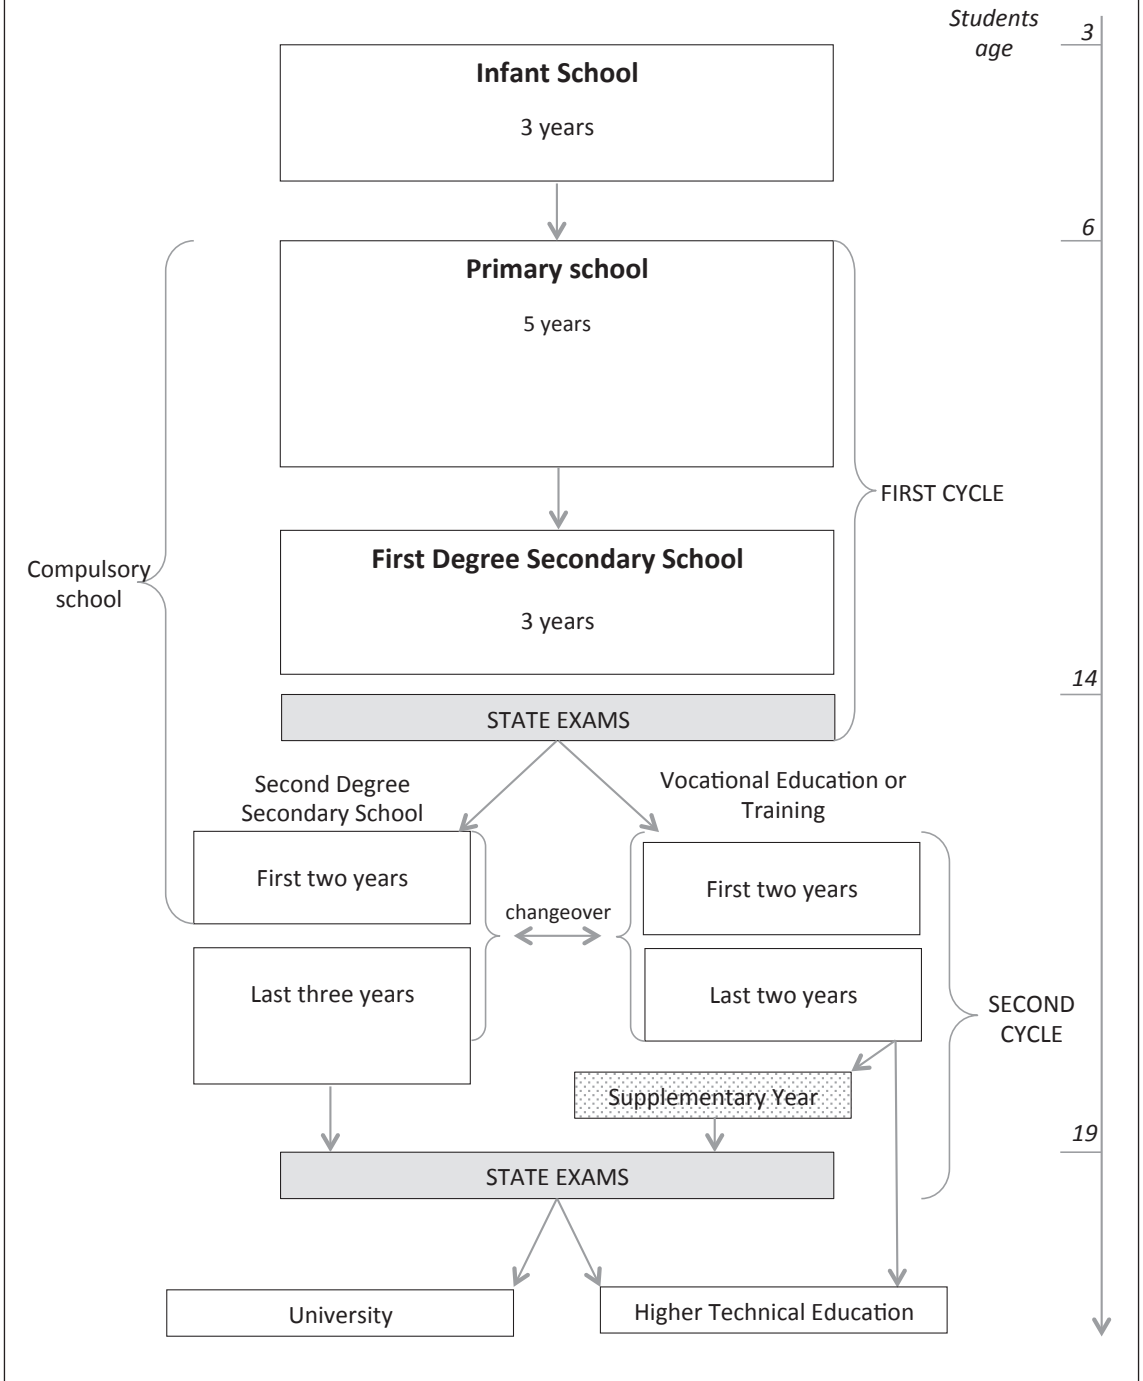 Students
age
3
Infant School
3 years
6
Primary school
5 years
FIRST CYCLE
First Degree Secondary School
Compulsory
school
3 years
14
STATE EXAMS
Second Degree
Secondary School
Vocational Education or
Training
First two years
First two years
changeover
Last three years
Last two years
SECOND
CYCLE
Supplementary Year
19
STATE EXAMS
University
Higher Technical Education